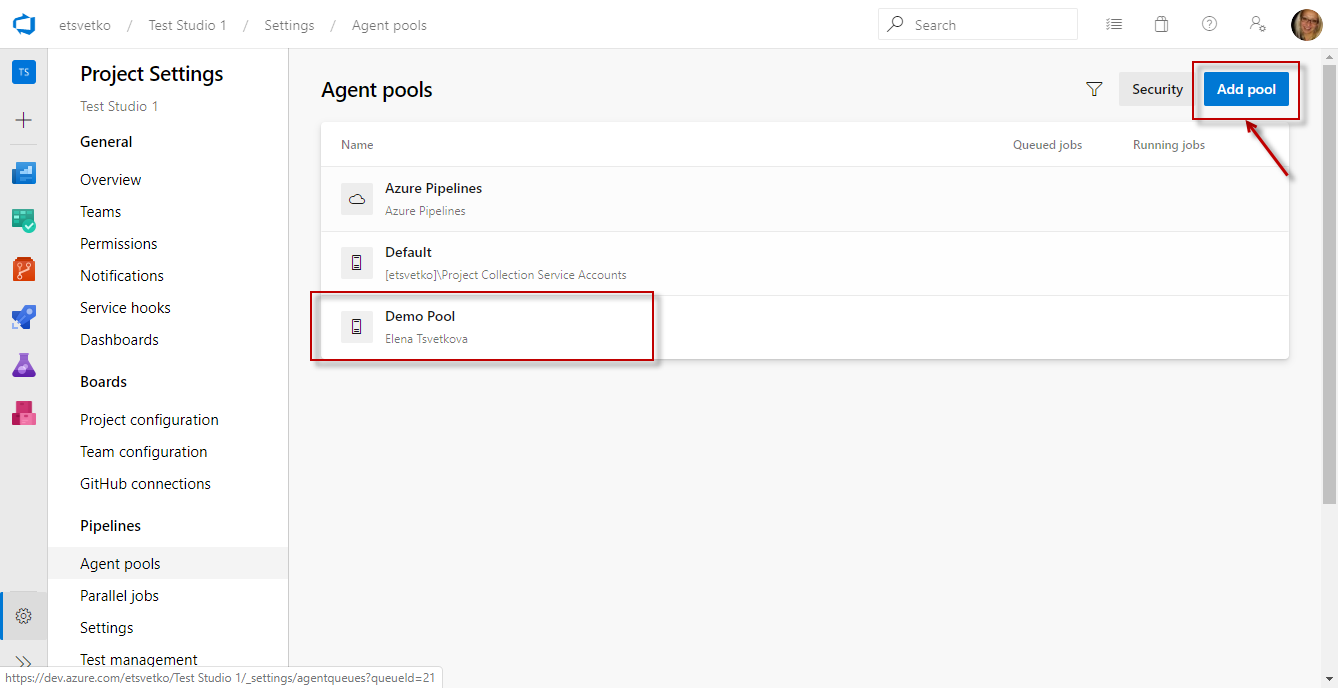 etsvetko / Test Studio 1 / Settings / Agent pools
Search
TS
Project Settings
Test Studio 1
General
Overview
Teams
Permissions
Notifications
Service hooks
Dashboards
Boards
Project configuration
Team configuration
GitHub connections
Pipelines
Agent pools
Parallel jobs
Settings
Test management
Agent pools
Security
Add pool
Name Queued jobs Running jobs
Azure Pipelines
Azure Pipelines
Default
[etsvetko]\Project Collection Service Accounts
Demo Pool
Elena Tsvetkova
https://dev.azure.com/etsvetko/Test Studio 1/_settings/agentqueues?queueId=21